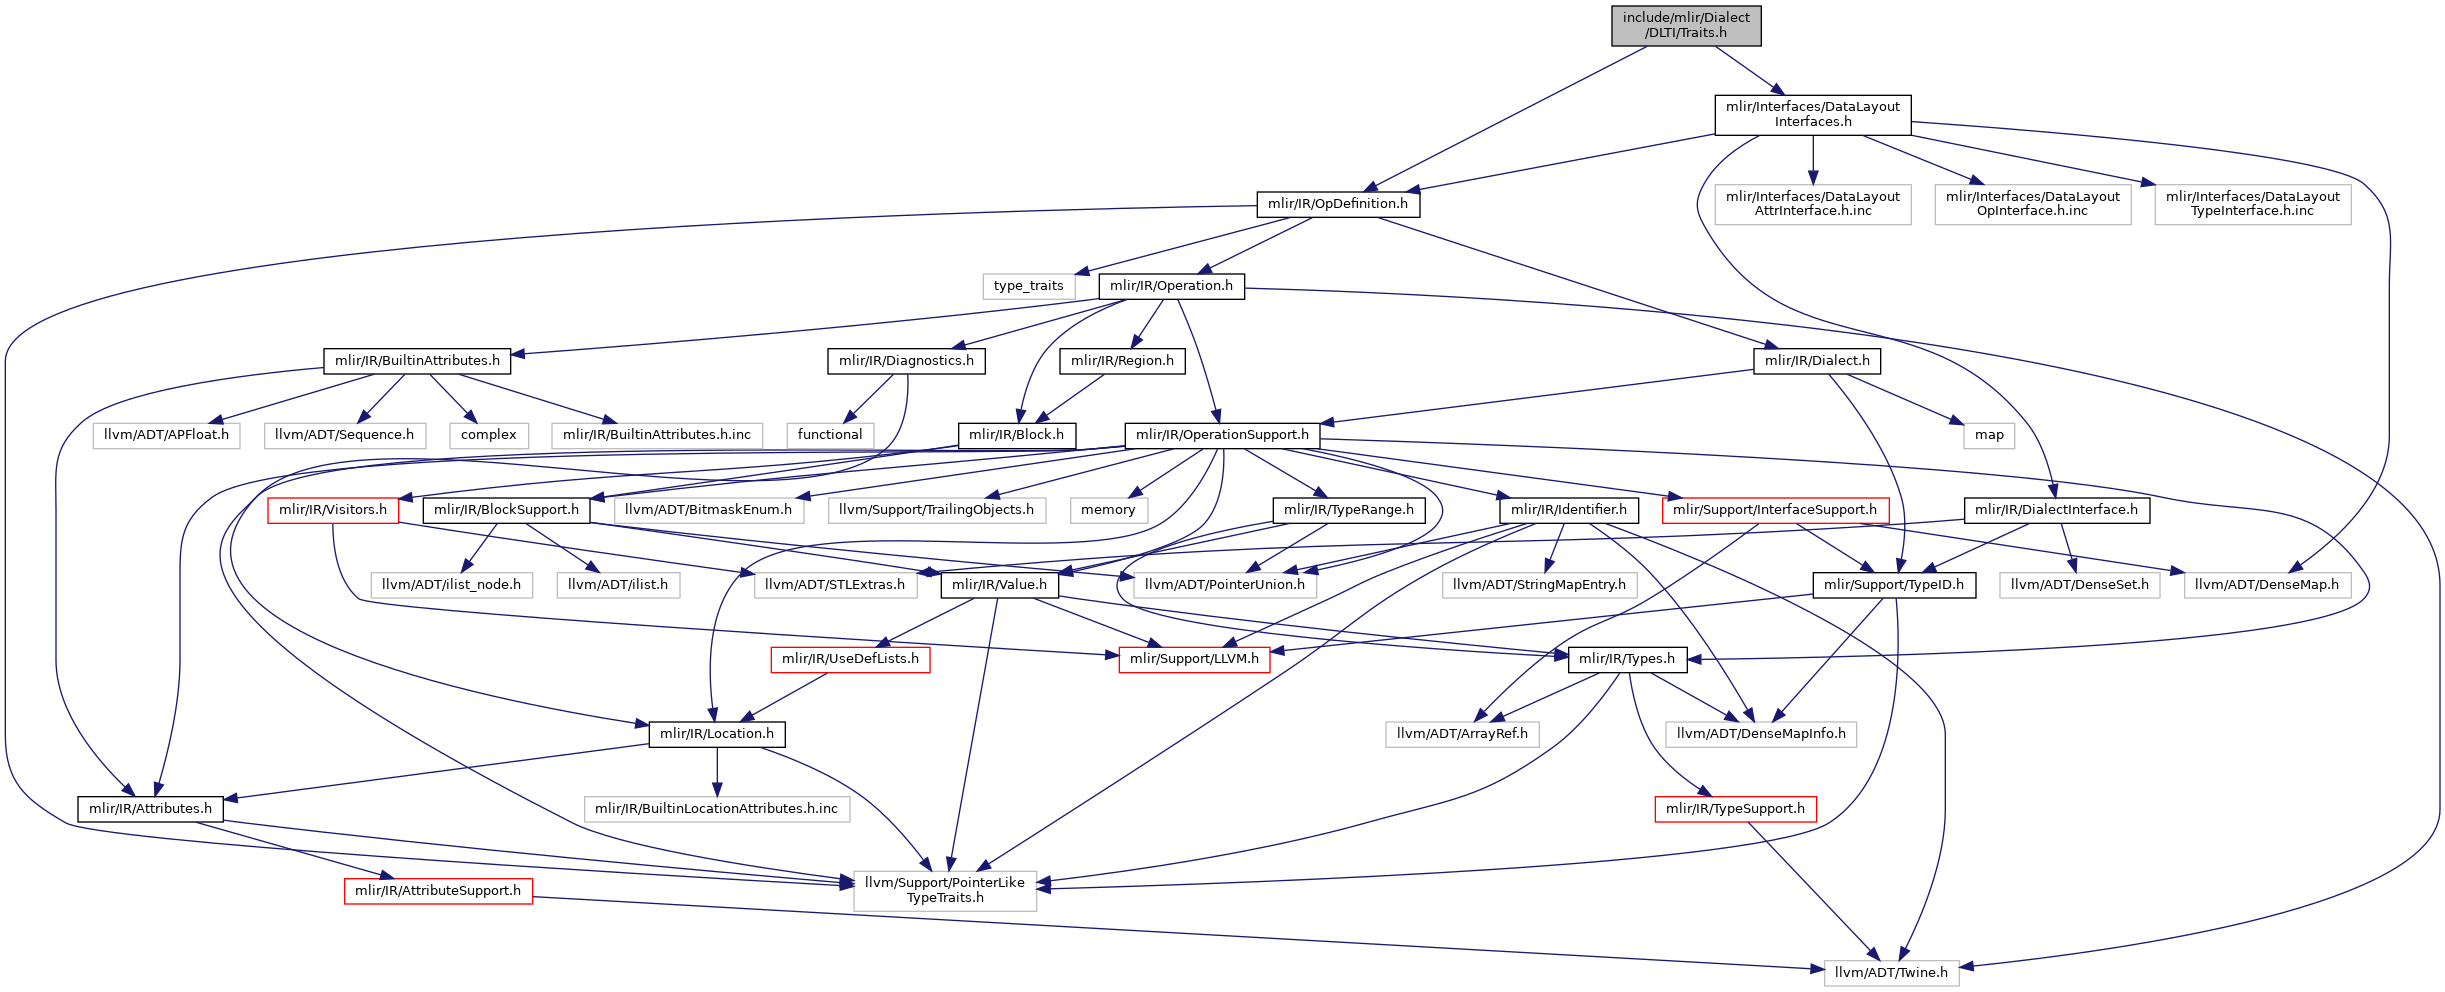 include/mlir/Dialect
/DLTI/Traits.h
mlir/Interfaces/DataLayout
Interfaces.h
mlir/IR/OpDefinition.h
mlir/Interfaces/DataLayout
AttrInterface.h.inc
mlir/Interfaces/DataLayout
OpInterface.h.inc
mlir/Interfaces/DataLayout
TypeInterface.h.inc
type_traits
mlir/IR/Operation.h
mlir/IR/BuiltinAttributes.h
mlir/IR/Diagnostics.h
mlir/IR/Region.h
mlir/IR/Dialect.h
llvm/ADT/APFloat.h
llvm/ADT/Sequence.h
complex
mlir/IR/BuiltinAttributes.h.inc
functional
mlir/IR/Block.h
mlir/IR/OperationSupport.h
map
mlir/IR/Visitors.h
mlir/IR/BlockSupport.h
llvm/ADT/BitmaskEnum.h
llvm/Support/TrailingObjects.h
memory
mlir/IR/TypeRange.h
mlir/IR/Identifier.h
mlir/Support/InterfaceSupport.h
mlir/IR/DialectInterface.h
llvm/ADT/ilist_node.h
llvm/ADT/ilist.h
llvm/ADT/STLExtras.h
mlir/IR/Value.h
llvm/ADT/PointerUnion.h
llvm/ADT/StringMapEntry.h
mlir/Support/TypeID.h
llvm/ADT/DenseSet.h
llvm/ADT/DenseMap.h
mlir/IR/UseDefLists.h
mlir/Support/LLVM.h
mlir/IR/Types.h
mlir/IR/Location.h
llvm/ADT/ArrayRef.h
llvm/ADT/DenseMapInfo.h
mlir/IR/Attributes.h
mlir/IR/BuiltinLocationAttributes.h.inc
mlir/IR/TypeSupport.h
mlir/IR/AttributeSupport.h
llvm/Support/PointerLike
TypeTraits.h
llvm/ADT/Twine.h